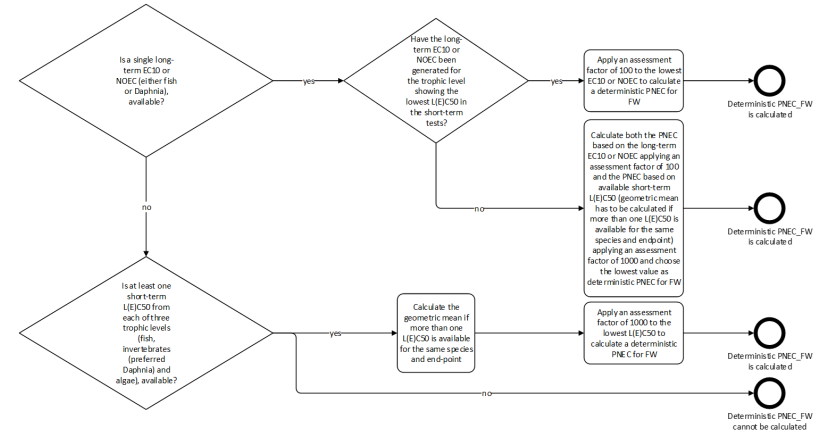 Is a single long-
term EC10 or
NOEC (either fish
or Daphnia),
available?
yes
Have the long-
term EC10 or
NOEC been
generated for
the trophic level
showing the
lowest L(E)C50 in
the short-term
tests?
yes
Apply an assessment
factor of 100 to the lowest
EC10 or NOEC to calculate
a deterministic PNEC for
FW
Deterministic PNEC_FW
is calculated
no
Calculate both the PNEC
based on the long-term
EC10 or NOEC applying an
assessment factor of 100
and the PNEC based on
available short-term
L(E)C50 (geometric mean
has to be calculated if
more than one L(E)C50 is
available for the same
species and endpoint)
applying an assessment
factor of 1000 and choose
the lowest value as
deterministic PNEC for FW
Deterministic PNEC_FW
is calculated
no
Is at least one
short-term
L(E)C50 from
each of three
trophic levels
(fish,
invertebrates
(preferred
Daphnia) and
algae), available?
yes
Calculate the
geometric mean if
more than one
L(E)C50 is available
for the same species
and end-point
Apply an assessment
factor of 1000 to the
lowest L(E)C50 to
calculate a deterministic
PNEC for FW
Deterministic PNEC_FW
is calculated
no
Deterministic PNEC_FW
cannot be calculated